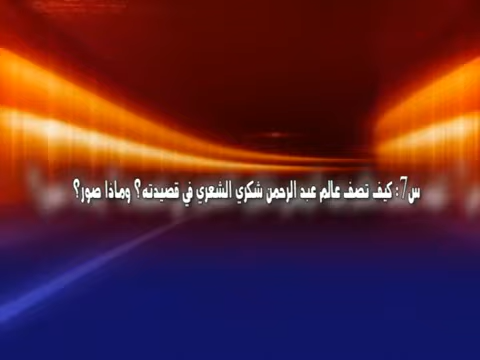 س7: كيف تصف عالم عبد الرحمن شكري الشعري في قصيدته؟ وماذا صور؟